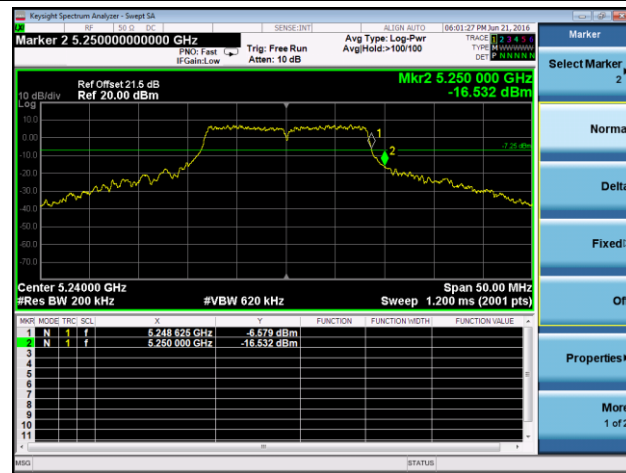 Keysight Spectrum Analyzer - Swept SA
RF 50 Ω DC SENSE:INT ALIGN AUTO 06:01:27 PM Jun 21, 2016
Marker 2 5.250000000000 GHz
PNO: Fast
IFGain:Low
Trig: Free Run
Atten: 10 dB
Avg Type: Log-Pwr
Avg|Hold:>100/100
TRACE 1 2 3 4 5 6
TYPE M WWWWW
DET P NNNNN
Ref Offset 21.5 dB
Ref 20.00 dBm
10 dB/div
Log
Mkr2 5.250 000 GHz
-16.532 dBm
10.0
0.00
-10.0
-20.0
-30.0
-40.0
-50.0
-60.0
-70.0
1
2
-7.25 dBm
Center 5.24000 GHz
#Res BW 200 kHz
#VBW 620 kHz
Span 50.00 MHz
Sweep 1.200 ms (2001 pts)
MKR MODE TRC SCL X Y FUNCTION FUNCTION WIDTH FUNCTION VALUE
1 N 1 f 5.248 625 GHz -6.579 dBm
2 N 1 f 5.250 000 GHz -16.532 dBm
3
4
5
6
7
8
9
10
11
MSG STATUS
Marker
Select Marker
2
Norma
Delta
Fixed
Of
Properties
More
1 of 2